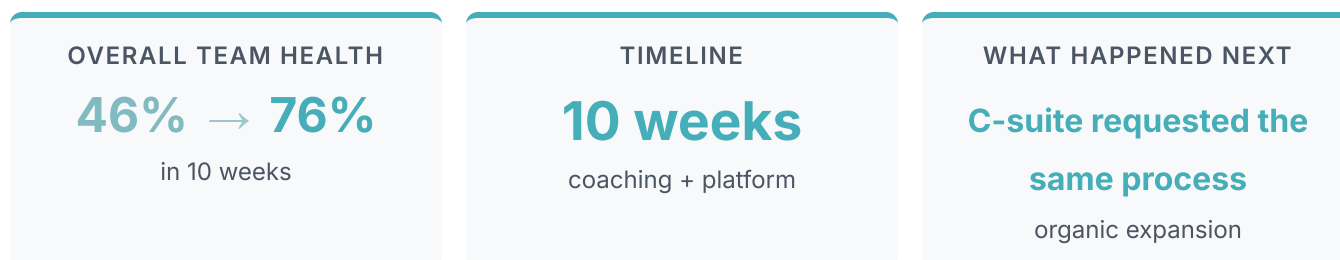 OVERALL TEAM HEALTH
46% → 76%
in 10 weeks
TIMELINE
10 weeks
coaching + platform
WHAT HAPPENED NEXT
C-suite requested the
same process
organic expansion